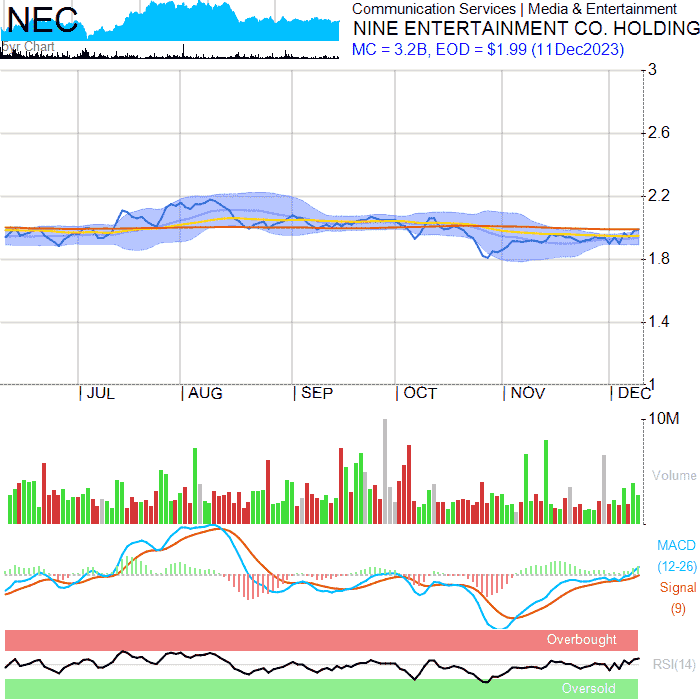 NEC
Communication Services | Media & Entertainment
NINE ENTERTAINMENT CO. HOLDING
MC = 3.2B, EOD = $1.99 (11Dec2023)
Chart
3
2.6
2.2
1.8
1.4
1
| JUL | AUG | SEP | OCT | NOV | DEC
10M
Volume
MACD
(12-26)
Signal
(9)
Overbought
RSI(14)
Oversold